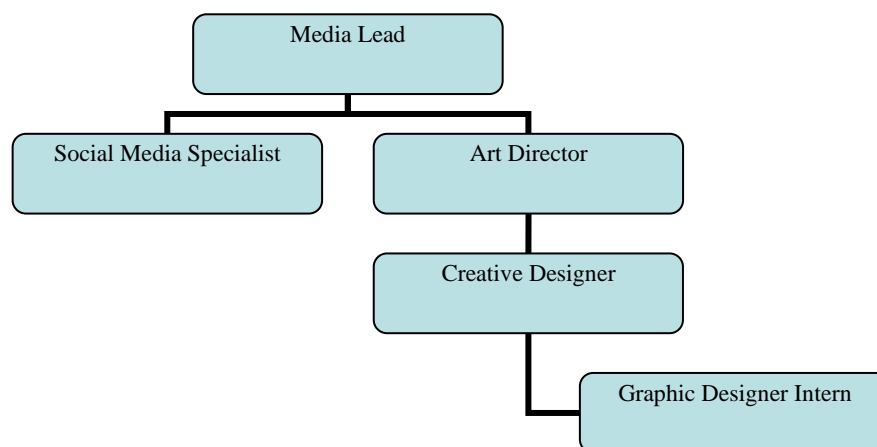 Media Lead
Social Media Specialist
Art Director
Creative Designer
Graphic Designer Intern